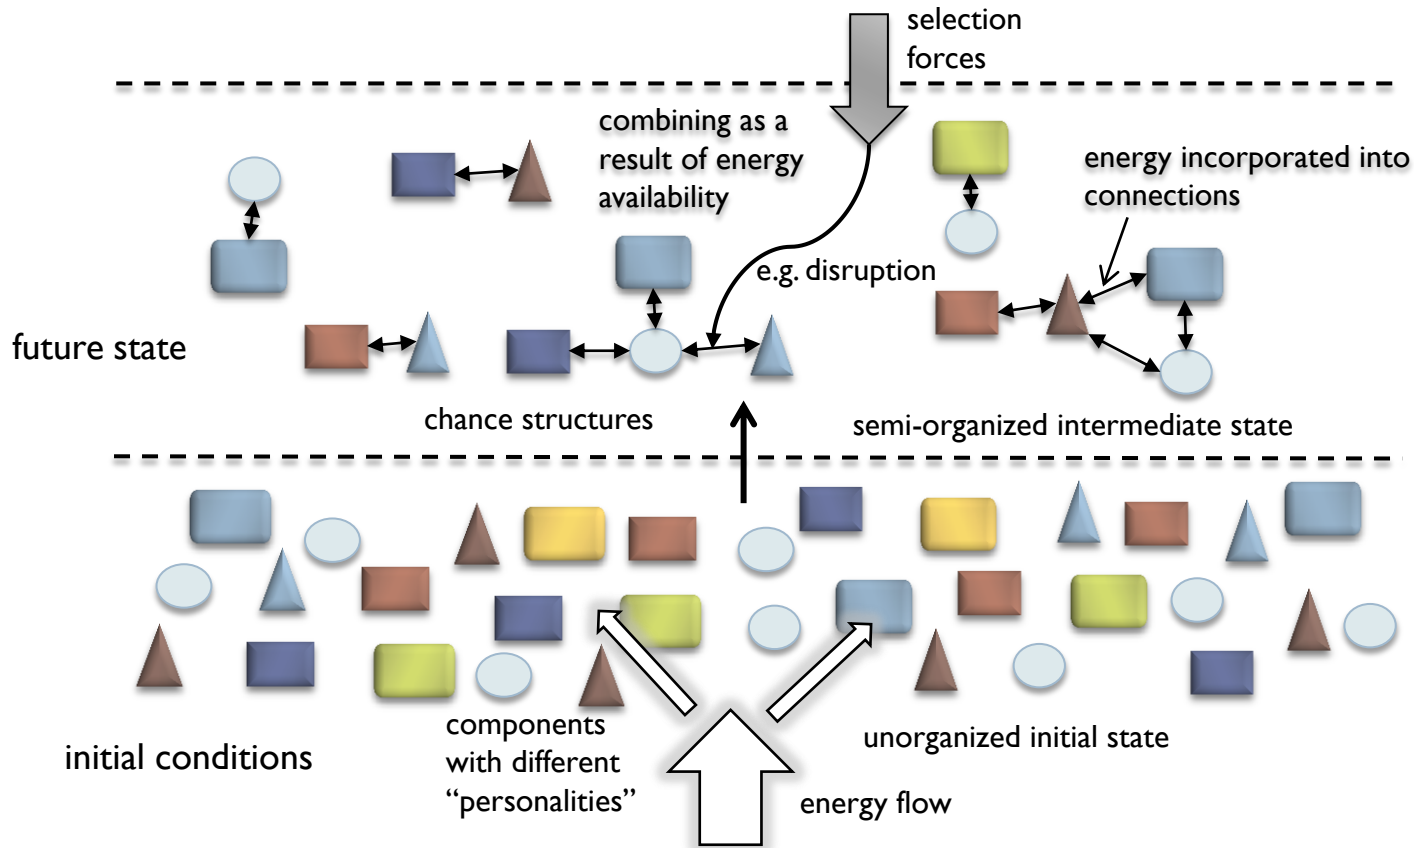 selection
forces
combining as a
result of energy
availability
energy incorporated into
connections
e.g. disruption
future state
chance structures
semi-organized intermediate state
components
with different
“personalities”
unorganized initial state
initial conditions
energy flow